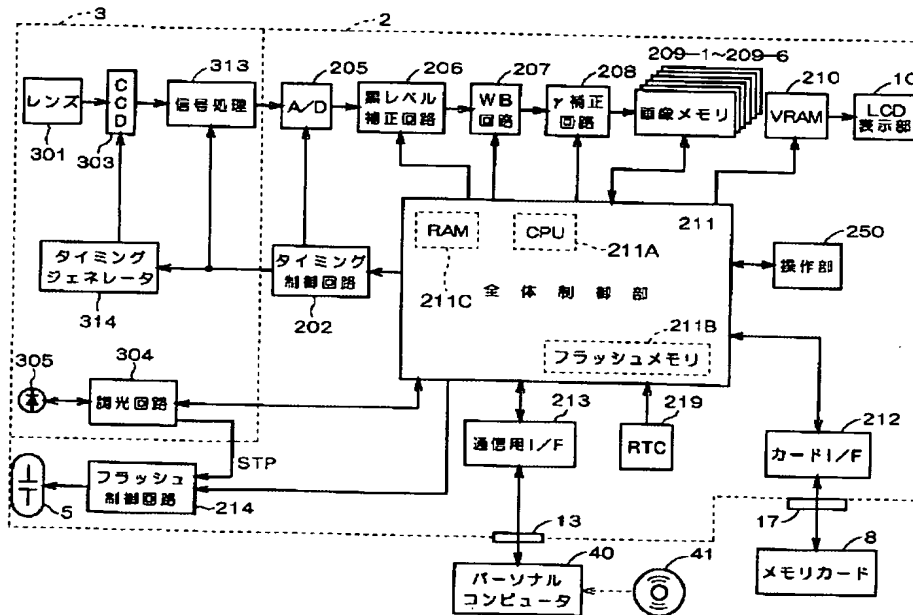 3
2
209-1~209-6
313
205
206
207
208
210
10
レンズ
CCD
信号処理
A/D
黒レベル
補正回路
WB
回路
γ補正
回路
画像メモリ
VRAM
LCD
表示部
301
303
RAM
CPU
211
211A
250
タイミング
ジェネレータ
タイミング
制御回路
操作部
211C
全体制御部
314
202
211B
フラッシュメモリ
305
304
調光回路
213
219
212
STP
通信用I/F
RTC
カードI/F
フラッシュ
制御回路
5
214
13
17
40
41
8
パーソナル
コンピュータ
メモリカード